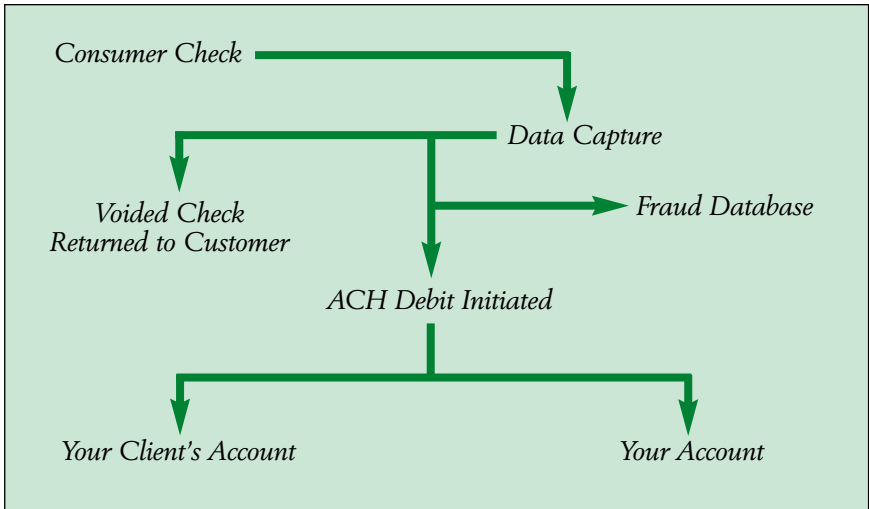 Consumer Check
Data Capture
Voided Check
Returned to Customer
Fraud Database
ACH Debit Initiated
Your Client's Account
Your Account